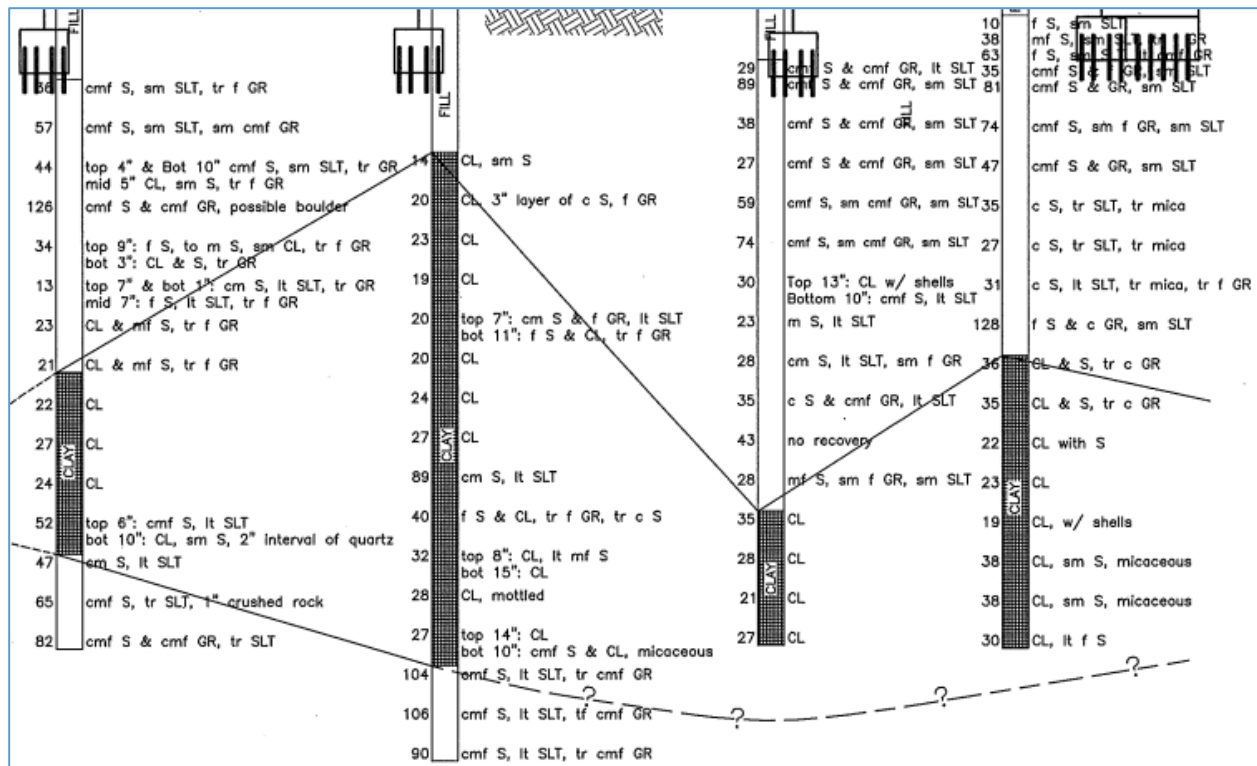 FILL
36 cmf S, sm SLT, tr f GR
57 cmf S, sm SLT, sm cmf GR
44 top 4" & Bot 10" cmf S, sm SLT, tr GR
mid 5" CL, sm S, tr f GR
126 cmf S & cmf GR, possible boulder
34 top 9": f S, to m S, sm CL, tr f GR
bot 3": CL & S, tr GR
13 top 7" & bot 1": cm S, lt SLT, tr GR
mid 7": f S, lt SLT, tr f GR
23 CL & mf S, tr f GR
21 CL & mf S, tr f GR
22 CL
27 CL
24 CL
52 top 6": cmf S, lt SLT
bot 10": CL, sm S, 2" interval of quartz
47 cm S, lt SLT
65 cmf S, tr SLT, 1" crushed rock
82 cmf S & cmf GR, tr SLT
CLAY
FILL
14 CL, sm S
20 CL, 3" layer of c S, f GR
23 CL
19 CL
20 top 7": cm S & f GR, lt SLT
bot 11": f S & CL, tr f GR
20 CL
24 CL
27 CL
89 cm S, lt SLT
40 f S & CL, tr f GR, tr c S
32 top 8": CL, lt mf S
bot 15": CL
28 CL, mottled
27 top 14": CL
bot 10": cmf S & CL, micaceous
104 cmf S, lt SLT, tr cmf GR
106 cmf S, lt SLT, tf cmf GR
90 cmf S, lt SLT, tr cmf GR
CLAY
FILL
29 cmf S & cmf GR, lt SLT
89 cmf S & cmf GR, sm SLT
FILL
38 cmf S & cmf GR, sm SLT
27 cmf S & cmf GR, sm SLT
59 cmf S, sm cmf GR, sm SLT
74 cmf S, sm cmf GR, sm SLT
30 Top 13": CL w/ shells
Bottom 10": cmf S, lt SLT
23 m S, lt SLT
28 cm S, lt SLT, sm f GR
35 c S & cmf GR, lt SLT
43 no recovery
28 mf S, sm f GR, sm SLT
35 CL
28 CL
21 CL
27 CL
CLAY
10 f S, sm SLT
38 mf S, sm SLT, GR
63 f S, sm GR
35 cmf S & f GR, sm SLT
81 cmf S & GR, sm SLT
74 cmf S, sm f GR, sm SLT
47 cmf S & GR, sm SLT
35 c S, tr SLT, tr mica
27 c S, tr SLT, tr mica
31 c S, lt SLT, tr mica, tr f GR
128 f S & c GR, sm SLT
36 CL & S, tr c GR
35 CL & S, tr c GR
22 CL with S
23 CL
19 CL, w/ shells
38 CL, sm S, micaceous
38 CL, sm S, micaceous
30 CL, lt f S
CLAY
?
?
?
?